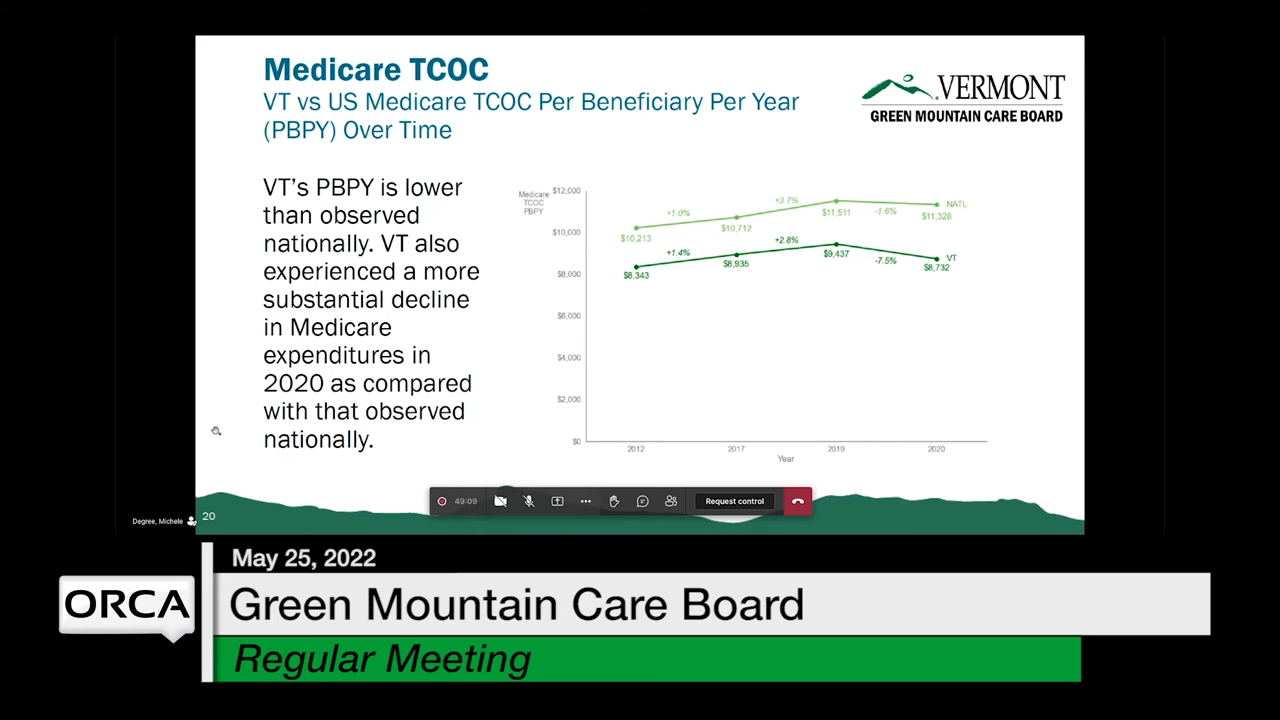 Medicare TCOC
VT vs US Medicare TCOC Per Beneficiary Per Year
(PBPY) Over Time
VERMONT
GREEN MOUNTAIN CARE BOARD
VT's PBPY is lower
than observed
nationally. VT also
experienced a more
substantial decline
in Medicare
expenditures in
2020 as compared
with that observed
nationally.
Medicare
TCOC
PBPY
$12,000
$10,000
$8,000
$6,000
$4,000
$2,000
$0
+1.0%
+3.7%
-1.6%
NATL
$10,213
$10,712
$11,511
$11,328
+1.4%
+2.8%
-7.5%
VT
$8,343
$8,935
$9,437
$8,732
2012
2017
2019
2020
Year
49:09
Request control
Degree, Michele
20
May 25, 2022
ORCA
Green Mountain Care Board
Regular Meeting